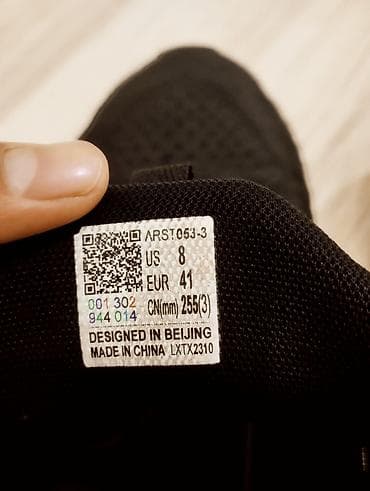 ARST053-3
US 8
EUR 41
001 302
944 014
CN(mm) 255(3)
DESIGNED IN BEIJING
MADE IN CHINA LXTX2310